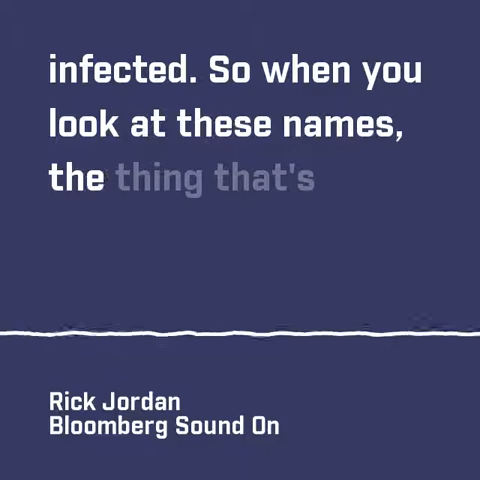 infected. So when you
look at these names,
the thing that's
Rick Jordan
Bloomberg Sound On